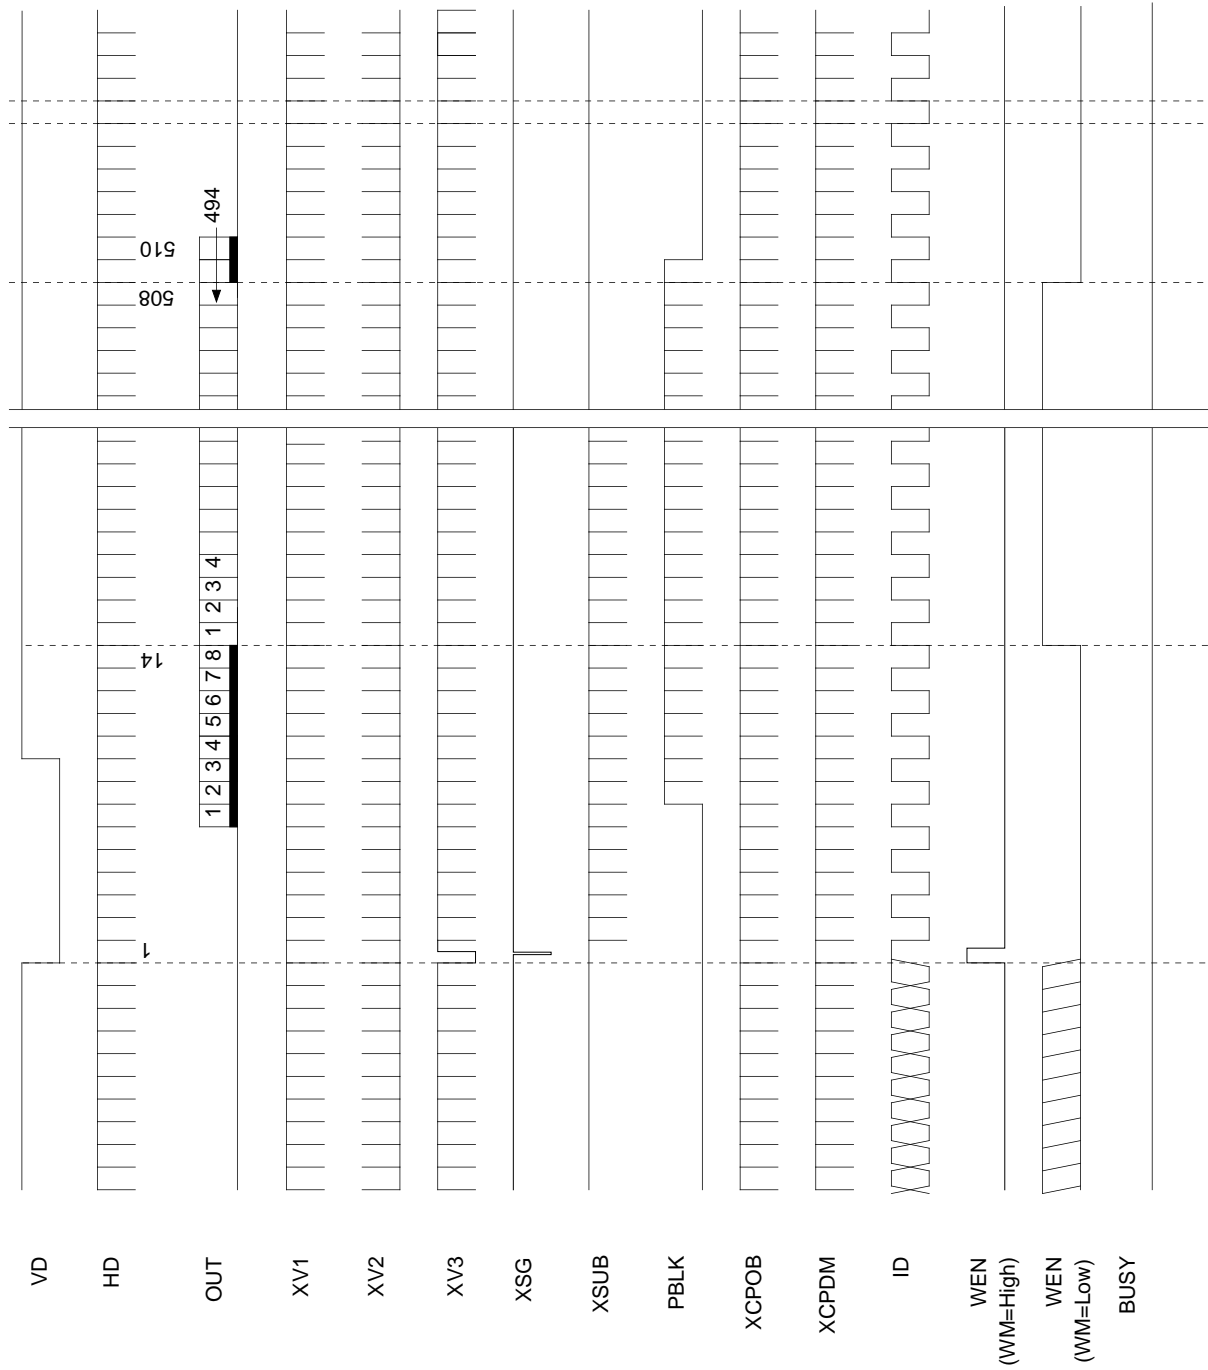 VD
HD
1
14
508
510
OUT
1 2 3 4 5 6 7 8 1 2 3 4
494
XV1
XV2
XV3
XSG
XSUB
PBLK
XCPOB
XCPDM
ID
WEN
(WM=High)
WEN
(WM=Low)
BUSY